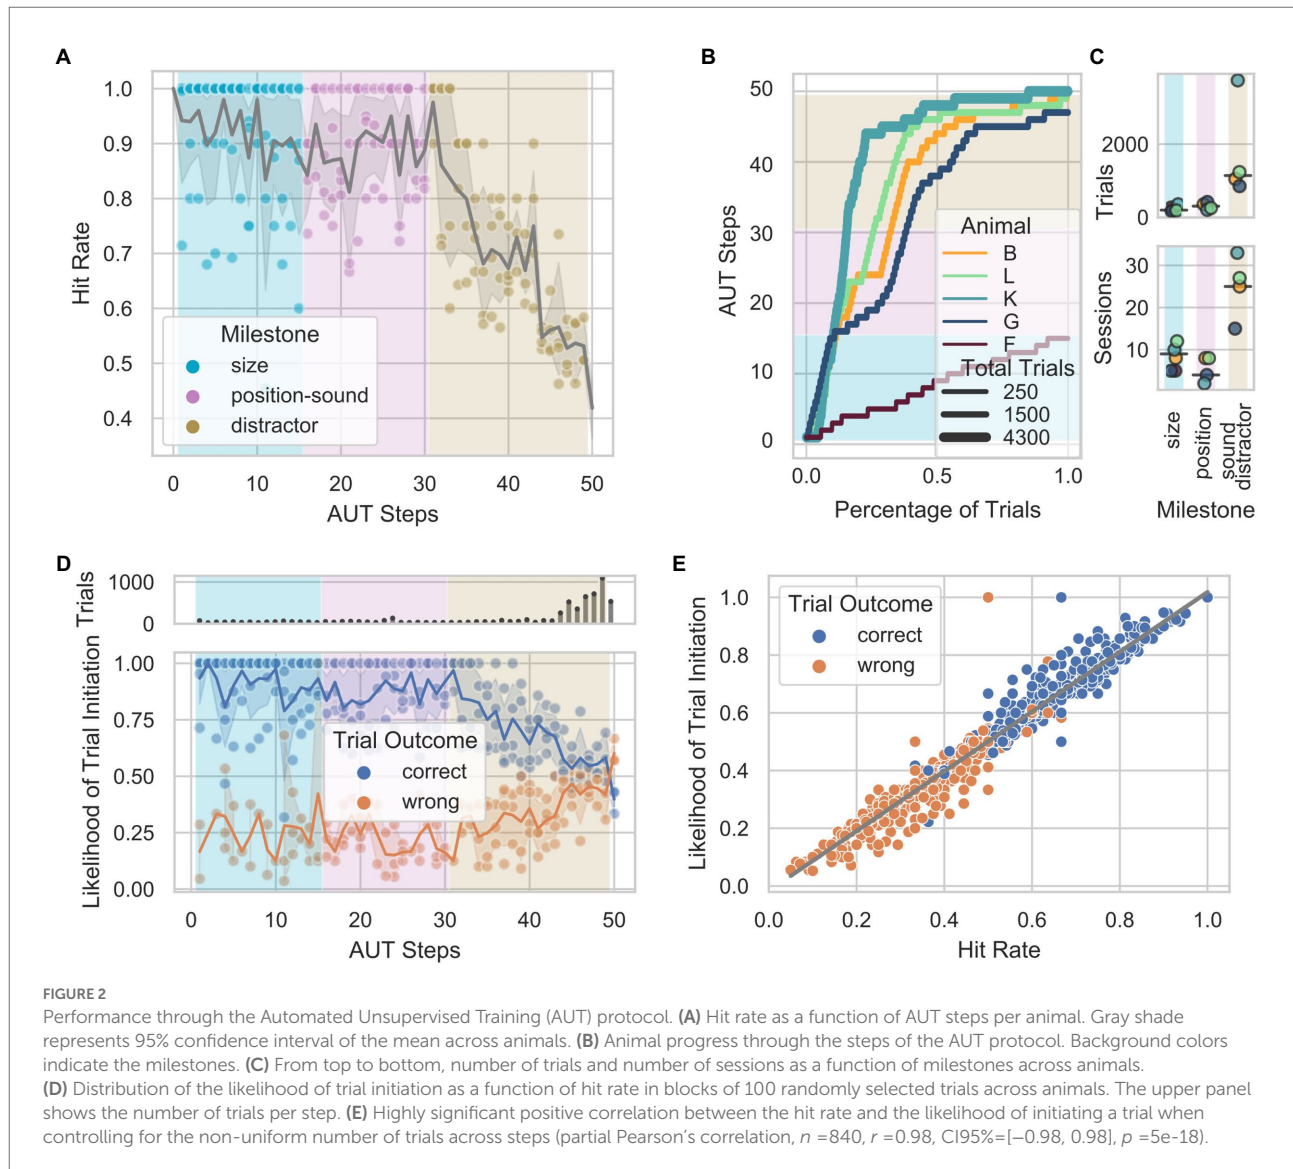 A
Hit Rate
1.0
0.9
0.8
0.7
0.6
0.5
0.4
Milestone
size
position-sound
distractor
0 10 20 30 40 50
AUT Steps
B
AUT Steps
50
40
30
20
10
0
Animal
B
L
K
G
F
Total Trials
250
1500
4300
0.0 0.5 1.0
Percentage of Trials
C
Trials
2000
0
Sessions
30
20
10
size
position
sound
distractor
Milestone
D
Trials
1000
0
Likelihood of Trial Initiation
1.00
0.75
0.50
0.25
0.00
Trial Outcome
correct
wrong
0 10 20 30 40 50
AUT Steps
E
Likelihood of Trial Initiation
1.0
0.8
0.6
0.4
0.2
0.0
Trial Outcome
correct
wrong
0.0 0.2 0.4 0.6 0.8 1.0
Hit Rate
FIGURE 2
Performance through the Automated Unsupervised Training (AUT) protocol. (A) Hit rate as a function of AUT steps per animal. Gray shade
represents 95% confidence interval of the mean across animals. (B) Animal progress through the steps of the AUT protocol. Background colors
indicate the milestones. (C) From top to bottom, number of trials and number of sessions as a function of milestones across animals.
(D) Distribution of the likelihood of trial initiation as a function of hit rate in blocks of 100 randomly selected trials across animals. The upper panel
shows the number of trials per step. (E) Highly significant positive correlation between the hit rate and the likelihood of initiating a trial when
controlling for the non-uniform number of trials across steps (partial Pearson's correlation, n =840, r =0.98, CI95%=[−0.98, 0.98], p =5e-18).